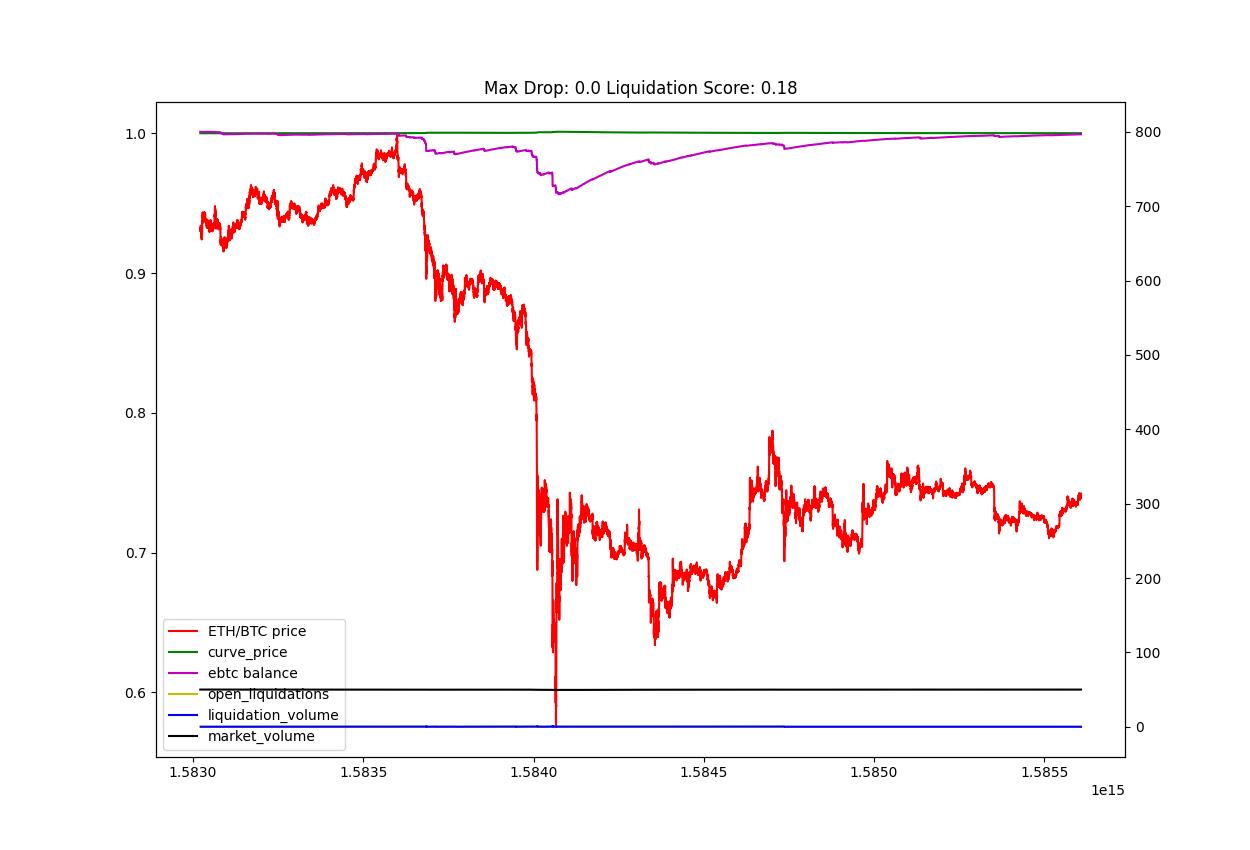 Max Drop: 0.0 Liquidation Score: 0.18
1.0
0.9
0.8
0.7
0.6
800
700
600
500
400
300
200
100
0
ETH/BTC price
curve_price
ebtc balance
open_liquidations
liquidation_volume
market_volume
1.5830 1.5835 1.5840 1.5845 1.5850 1.5855
1e15